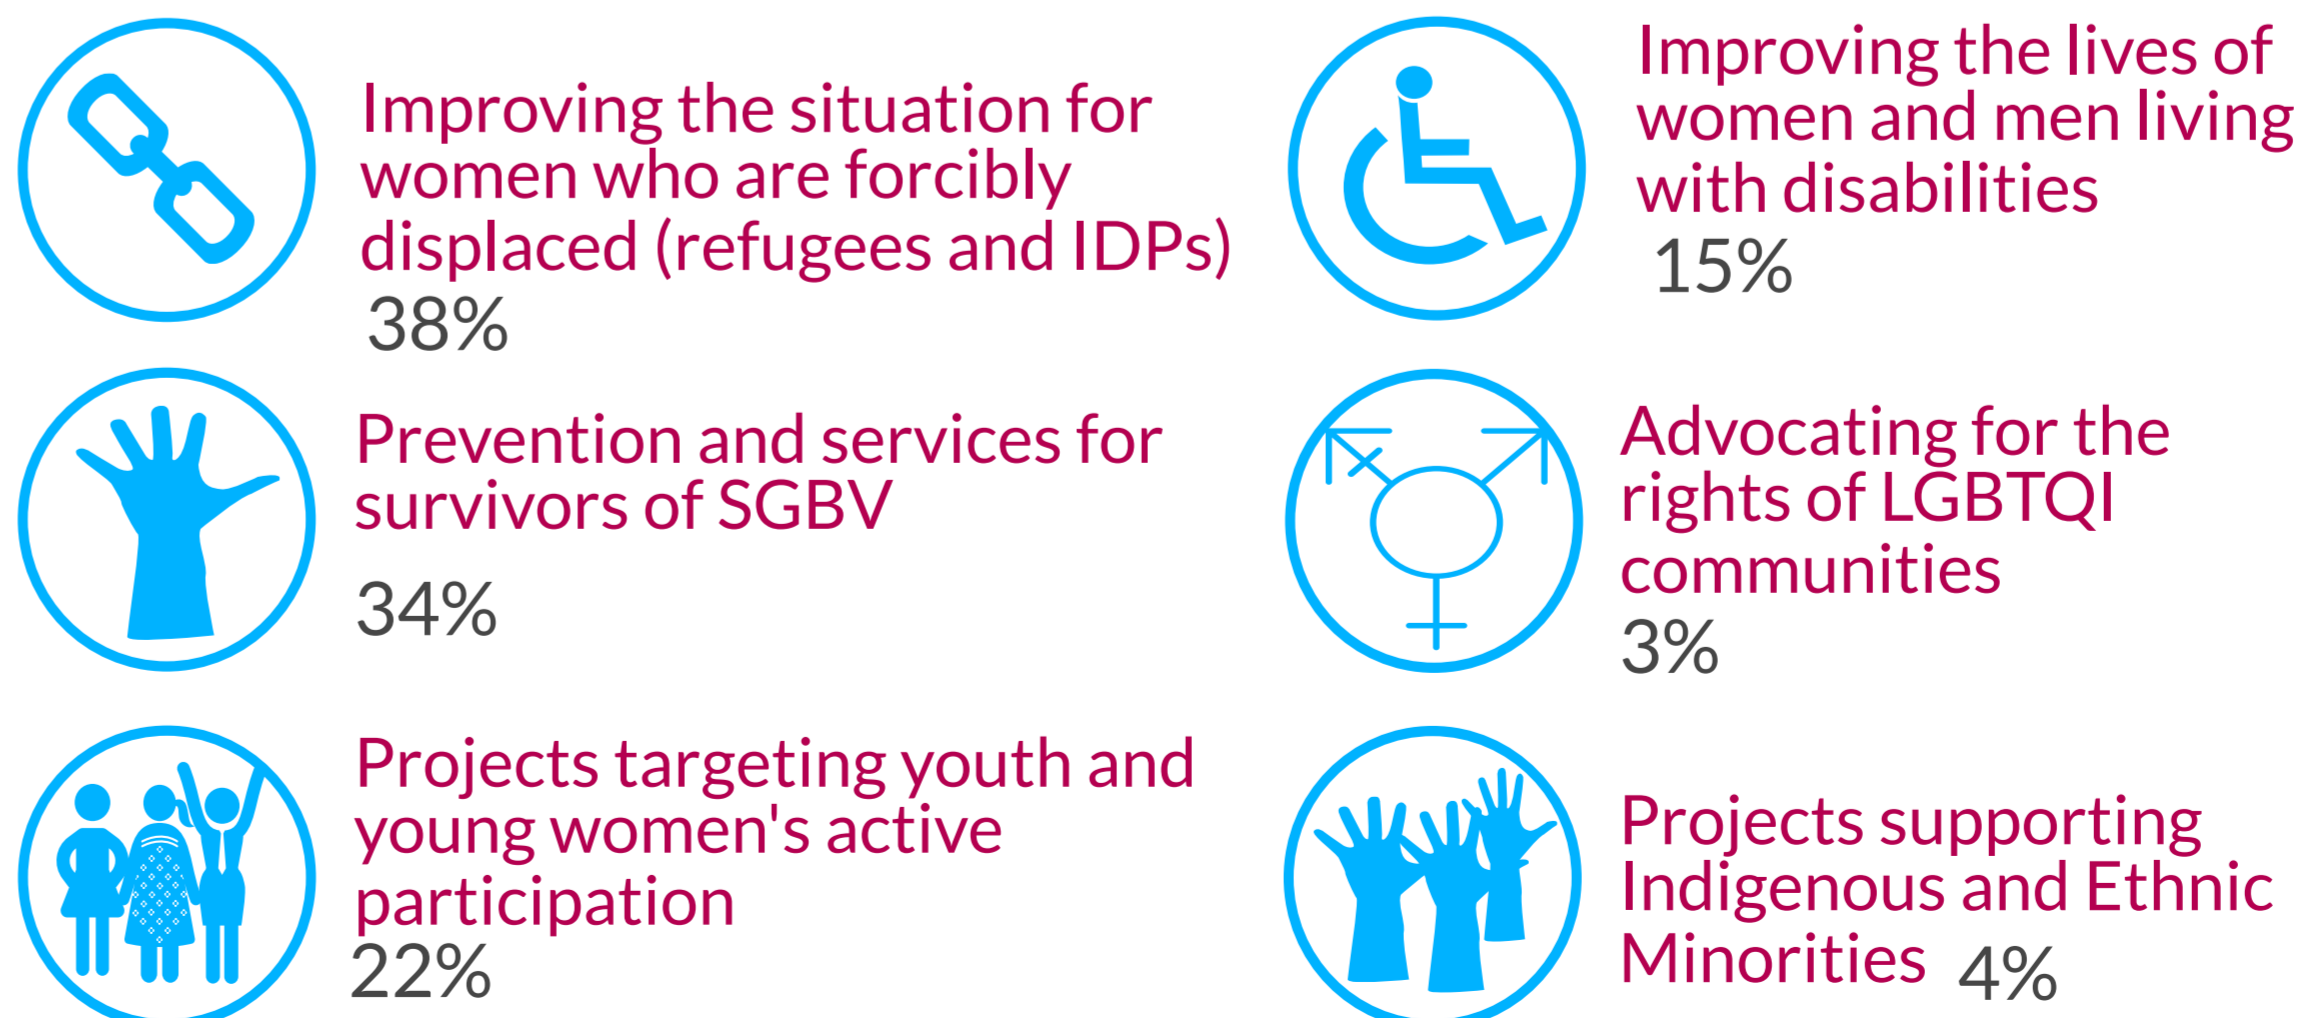 Improving the situation for
women who are forcibly
displaced (refugees and IDPs)
38%
Prevention and services for
survivors of SGBV
34%
Projects targeting youth and
young women's active
participation
22%
Improving the lives of
women and men living
with disabilities
15%
Advocating for the
rights of LGBTQI
communities
3%
Projects supporting
Indigenous and Ethnic
Minorities 4%